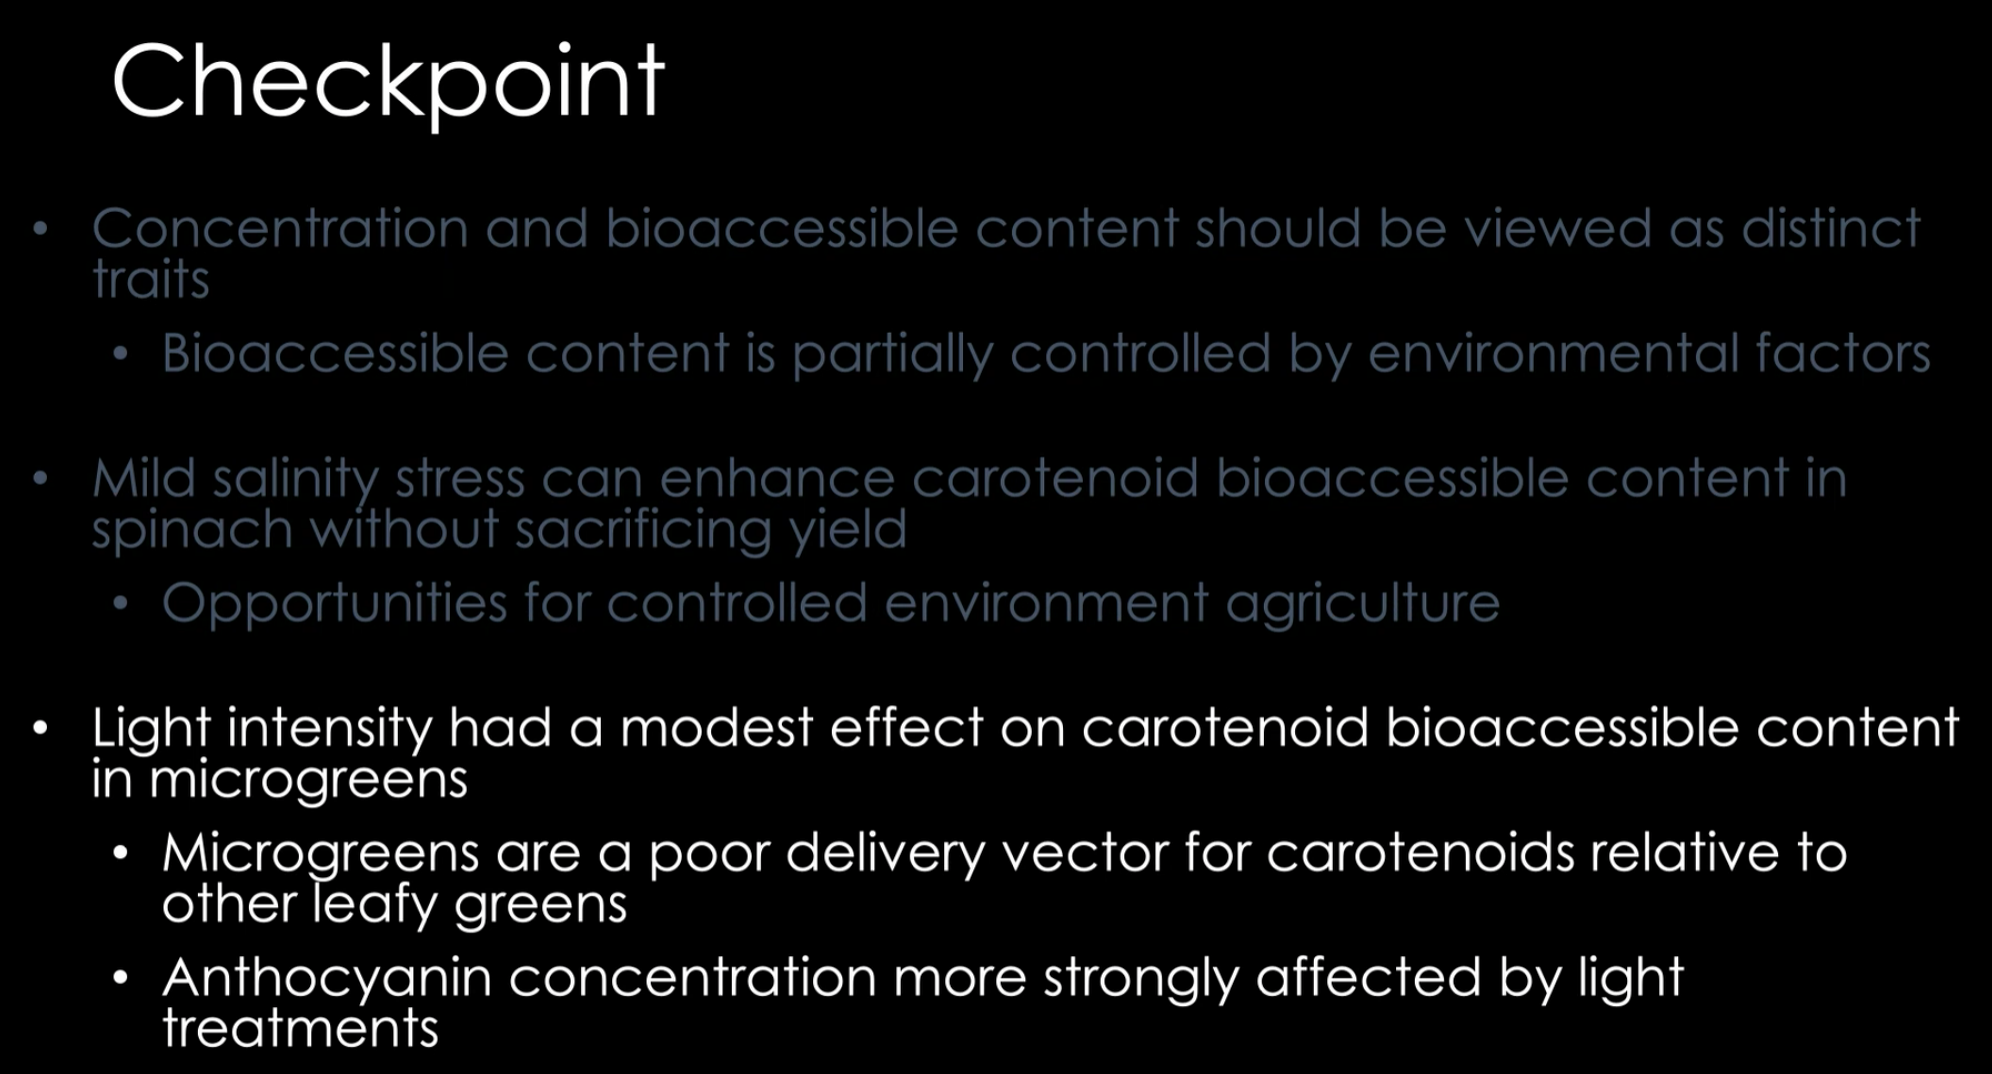 Checkpoint
• Concentration and bioaccessible content should be viewed as distinct
traits
• Bioaccessible content is partially controlled by environmental factors
• Mild salinity stress can enhance carotenoid bioaccessible content in
spinach without sacrificing yield
• Opportunities for controlled environment agriculture
• Light intensity had a modest effect on carotenoid bioaccessible content
in microgreens
• Microgreens are a poor delivery vector for carotenoids relative to
other leafy greens
• Anthocyanin concentration more strongly affected by light
treatments